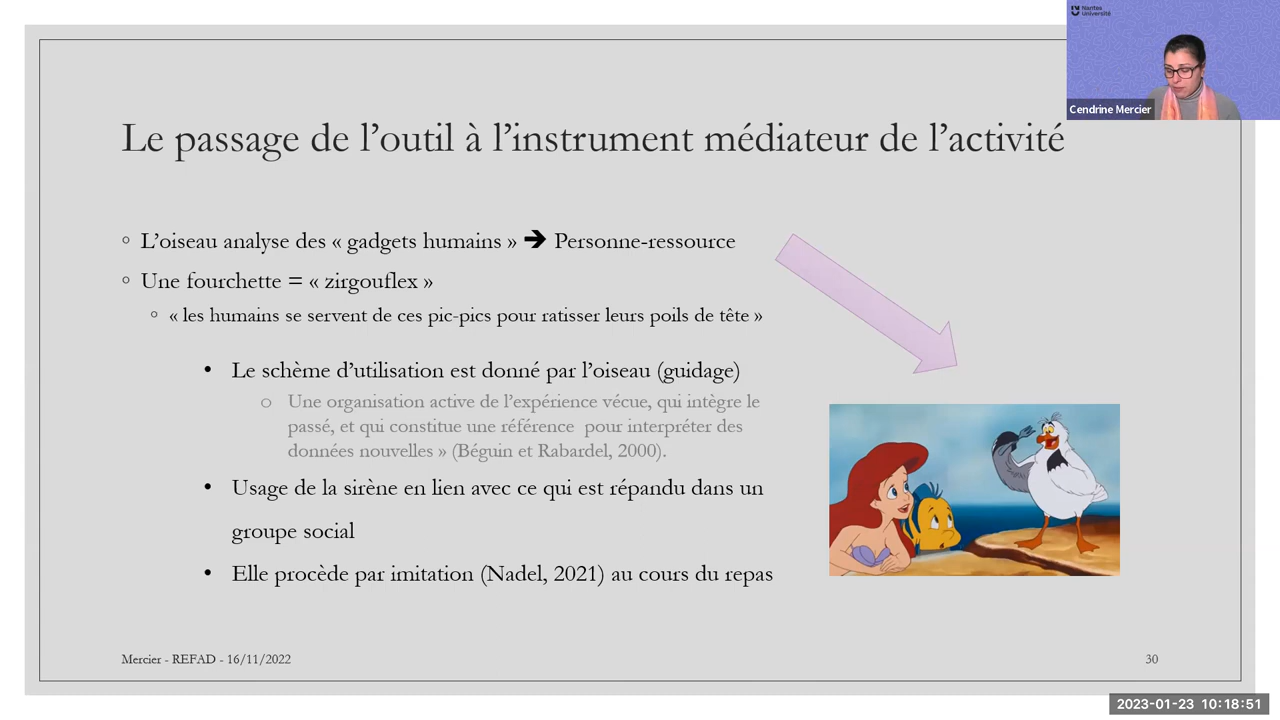 Nantes
Université
Cendrine Mercier
Le passage de l’outil à l’instrument médiateur de l’activité
◦ L’oiseau analyse des « gadgets humains » ➔ Personne-ressource
◦ Une fourchette = « zirgouflex »
◦ « les humains se servent de ces pic-pics pour ratisser leurs poils de tête »
• Le schème d’utilisation est donné par l’oiseau (guidage)
o Une organisation active de l’expérience vécue, qui intègre le
passé, et qui constitue une référence pour interpréter des
données nouvelles » (Béguin et Rabardel, 2000).
• Usage de la sirène en lien avec ce qui est répandu dans un
groupe social
• Elle procède par imitation (Nadel, 2021) au cours du repas
Mercier - REFAD - 16/11/2022
30
2023-01-23 10:18:51